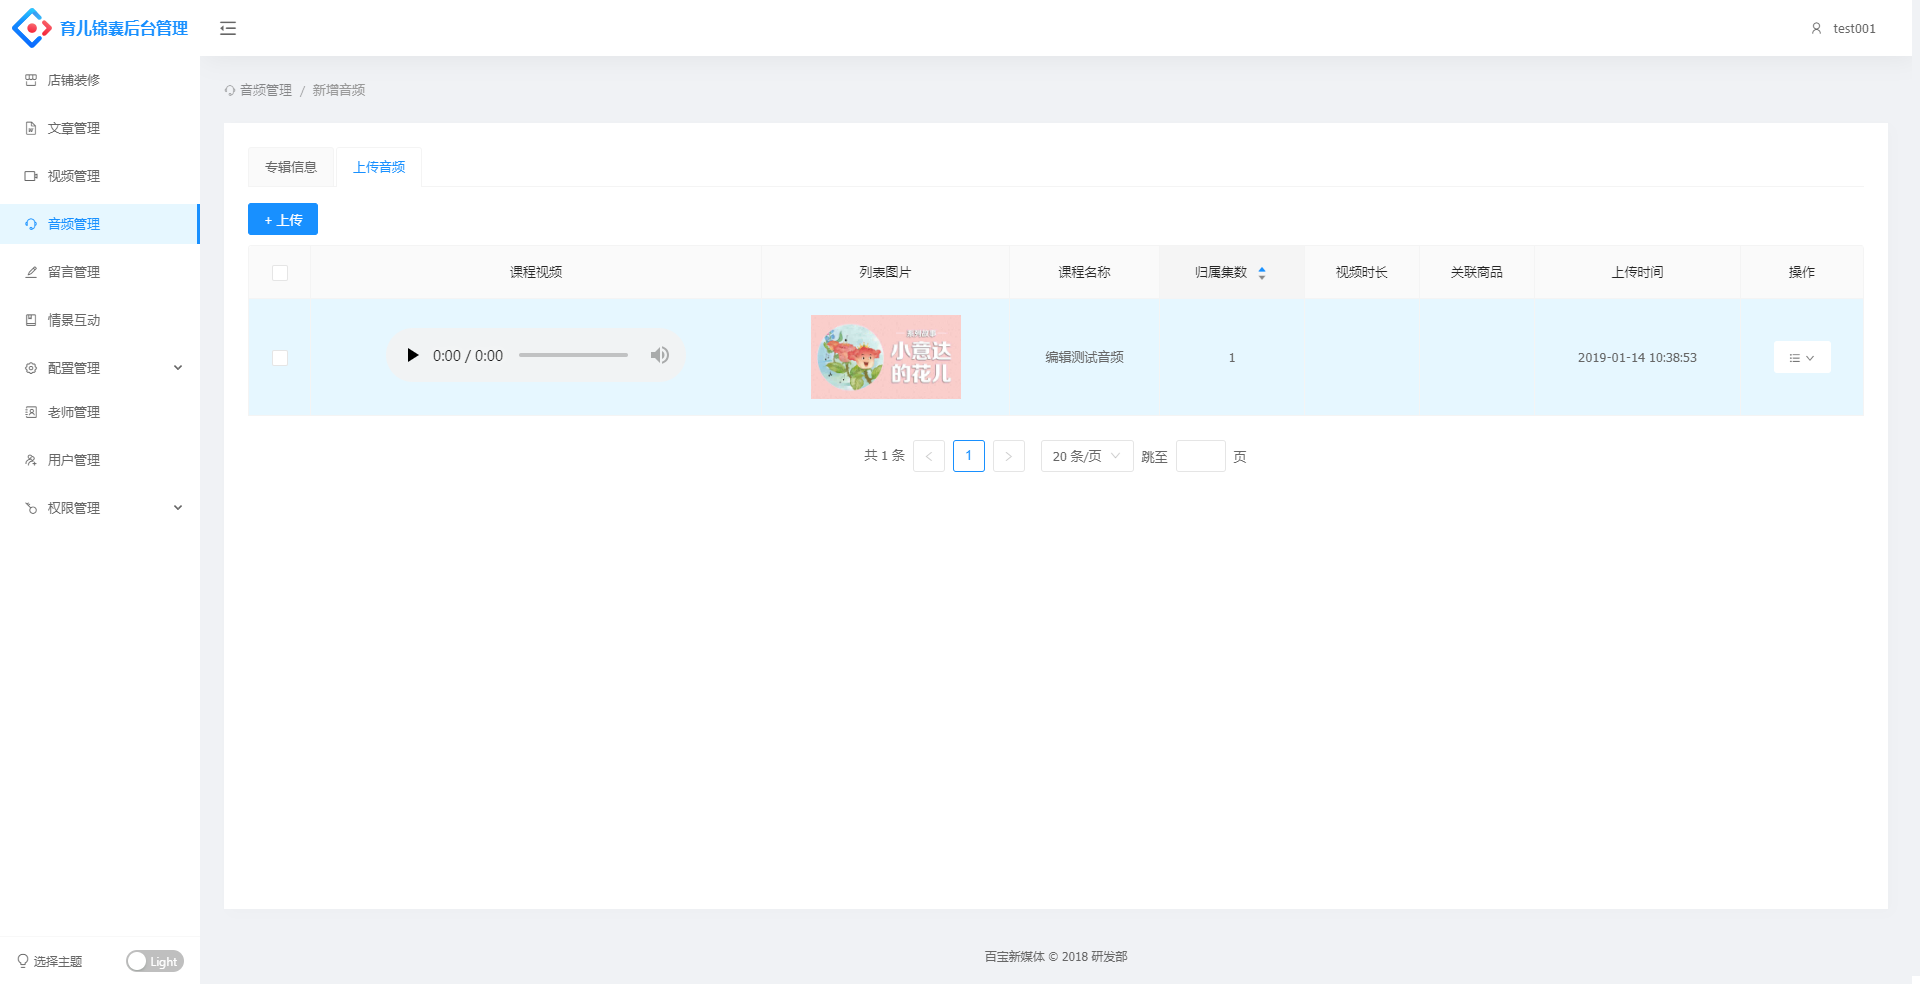 育儿锦囊后台管理
test001
店铺装修
文章管理
视频管理
音频管理
留言管理
情景互动
配置管理
老师管理
用户管理
权限管理
选择主题
Light
音频管理 / 新增音频
专辑信息
上传音频
+ 上传
课程视频
列表图片
课程名称
归属集数
视频时长
关联商品
上传时间
操作
0:00 / 0:00
小意达
的花儿
编辑测试音频
1
2019-01-14 10:38:53
共 1 条
1
20 条/页
跳至
页
百宝新媒体 © 2018 研发部